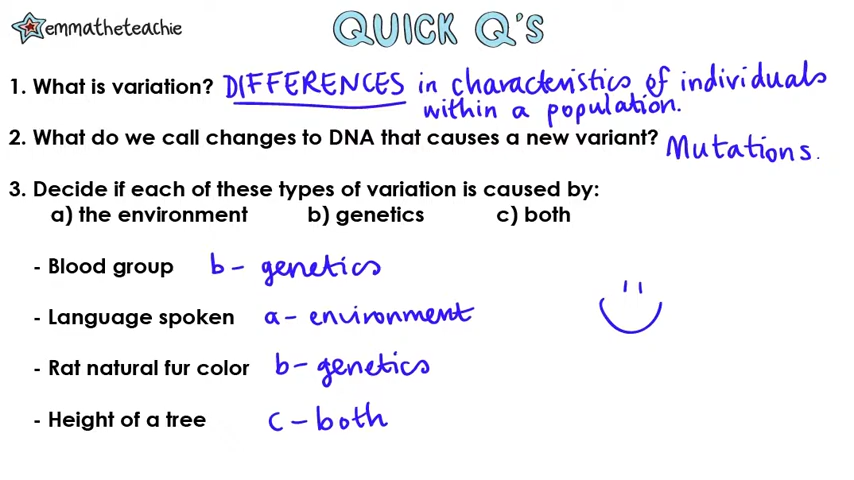 emmatheteachie
QUICK Q'S
1. What is variation? DIFFERENCES in characteristics of individuals
within a population.
2. What do we call changes to DNA that causes a new variant? Mutations.
3. Decide if each of these types of variation is caused by:
a) the environment b) genetics c) both
- Blood group b - genetics
- Language spoken a - environment
- Rat natural fur color b - genetics
- Height of a tree c - both